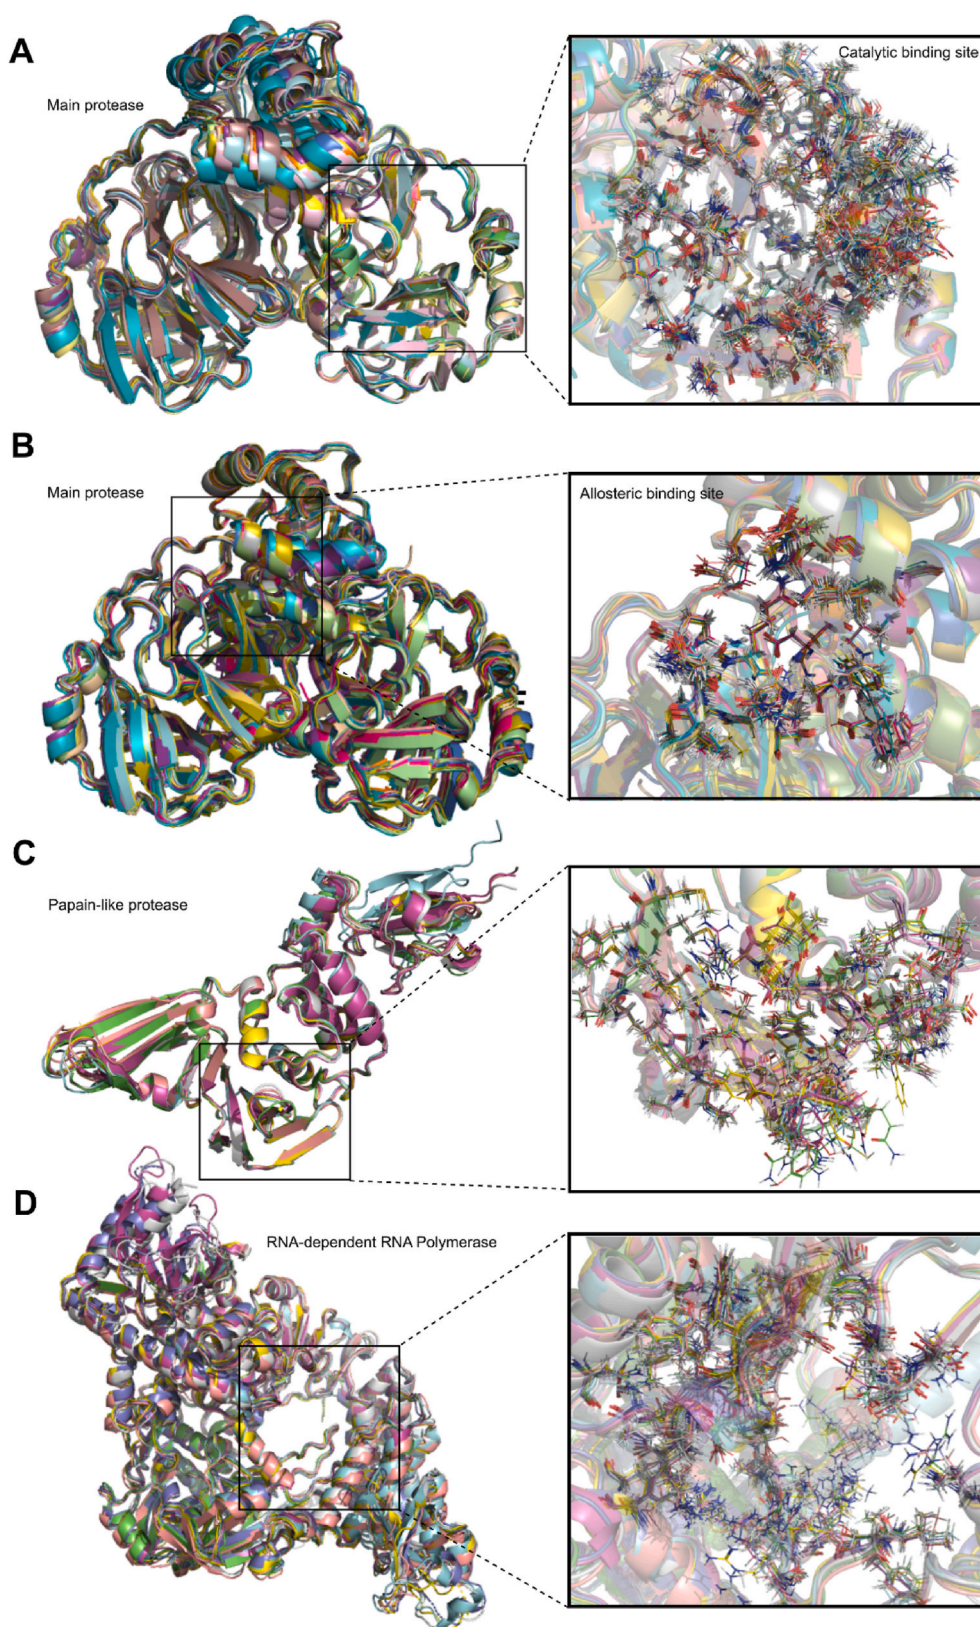 A
Main protease
Catalytic binding site
B
Main protease
Allosteric binding site
C
Papain-like protease
D
RNA-dependent RNA Polymerase